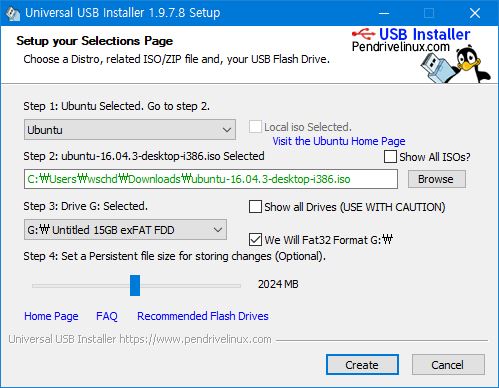 Universal USB Installer 1.9.7.8 Setup
Setup your Selections Page
Choose a Distro, related ISO/ZIP file and, your USB Flash Drive.
USB Installer
Pendrivelinux.com
Step 1: Ubuntu Selected. Go to step 2.
Ubuntu
Local iso Selected.
Visit the Ubuntu Home Page
Step 2: ubuntu-16.04.3-desktop-i386.iso Selected
Show All ISOs?
C:₩Users₩wschd₩Downloads₩ubuntu-16.04.3-desktop-i386.iso
Browse
Step 3: Drive G: Selected.
Show all Drives (USE WITH CAUTION)
G:₩ Untitled 15GB exFAT FDD
We Will Fat32 Format G:₩
Step 4: Set a Persistent file size for storing changes (Optional).
2024 MB
Home Page FAQ Recommended Flash Drives
Universal USB Installer https://www.pendrivelinux.com
Create Cancel